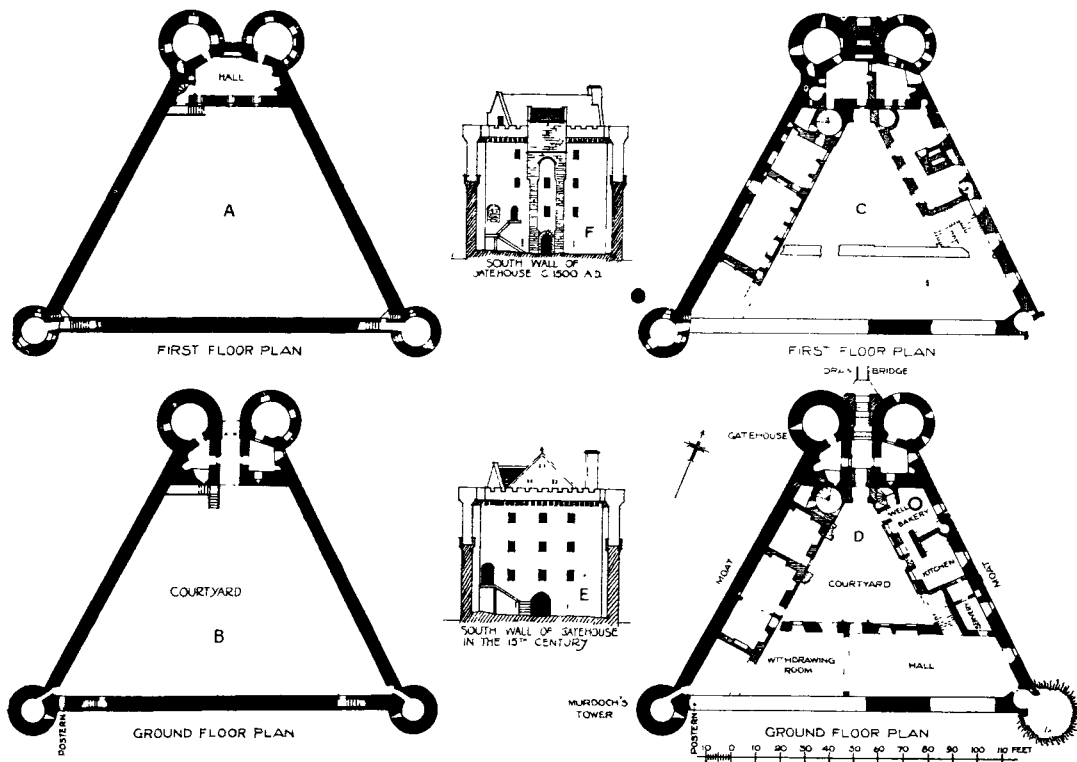 HALL
A
FIRST FLOOR PLAN
F
SOUTH WALL OF
GATEHOUSE C 1500 A.D.
C
FIRST FLOOR PLAN
DRAW BRIDGE
GATEHOUSE
COURTYARD
B
POSTERN
GROUND FLOOR PLAN
E
SOUTH WALL OF GATEHOUSE
IN THE 15TH CENTURY
WELL
BAKERY
D
MOAT
KITCHEN
MOAT
COURTYARD
WITHDRAWING
ROOM
HALL
MURDOCH'S
TOWER
POSTERN
GROUND FLOOR PLAN
10 0 10 20 30 40 50 60 70 80 90 100 110 FEET